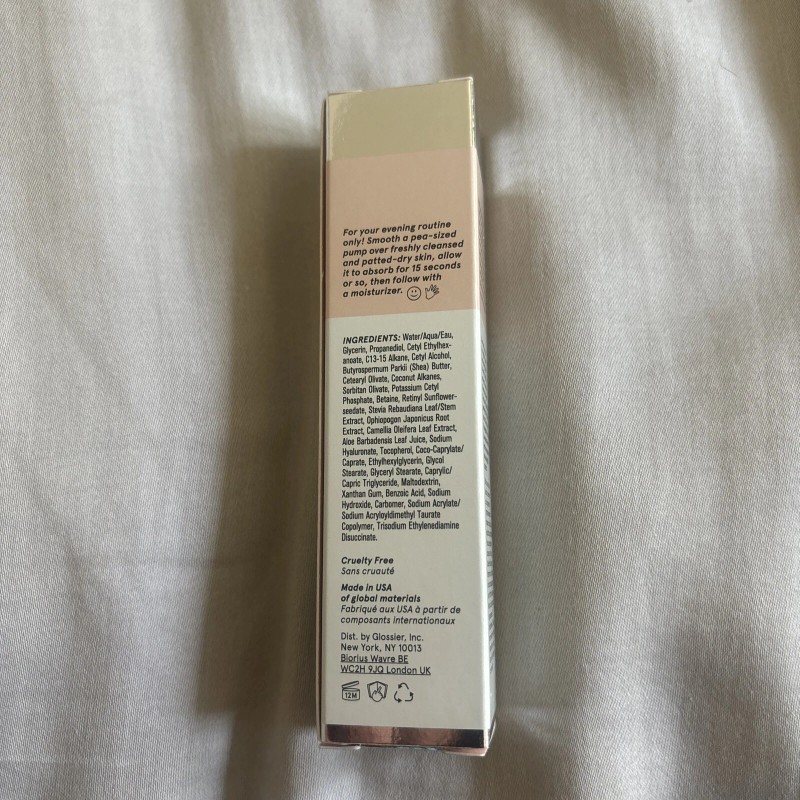 For your evening routine
only! Smooth a pea-sized
pump over freshly cleansed
and patted-dry skin, allow
it to absorb for 15 seconds
or so, then follow with
a moisturizer.
INGREDIENTS: Water/Aqua/Eau,
Glycerin, Propanediol, Cetyl Ethylhex-
anoate, C13-15 Alkane, Cetyl Alcohol,
Butyrospermum Parkii (Shea) Butter,
Cetearyl Olivate, Coconut Alkanes,
Sorbitan Olivate, Potassium Cetyl
Phosphate, Betaine, Retinyl Sunflower-
seedate, Stevia Rebaudiana Leaf/Stem
Extract, Ophiopogon Japonicus Root
Extract, Camellia Oleifera Leaf Extract,
Aloe Barbadensis Leaf Juice, Sodium
Hyaluronate, Tocopherol, Coco-Caprylate/
Caprate, Ethylhexylglycerin, Glycol
Stearate, Glyceryl Stearate, Caprylic/
Capric Triglyceride, Maltodextrin,
Xanthan Gum, Benzoic Acid, Sodium
Hydroxide, Carbomer, Sodium Acrylate/
Sodium Acryloyldimethyl Taurate
Copolymer, Trisodium Ethylenediamine
Disuccinate.
Cruelty Free
Sans cruauté
Made in USA
of global materials
Fabriqué aux USA à partir de
composants internationaux
Dist. by Glossier, Inc.
New York, NY 10013
Biorius Wavre BE
WC2H 9JQ London UK
12M